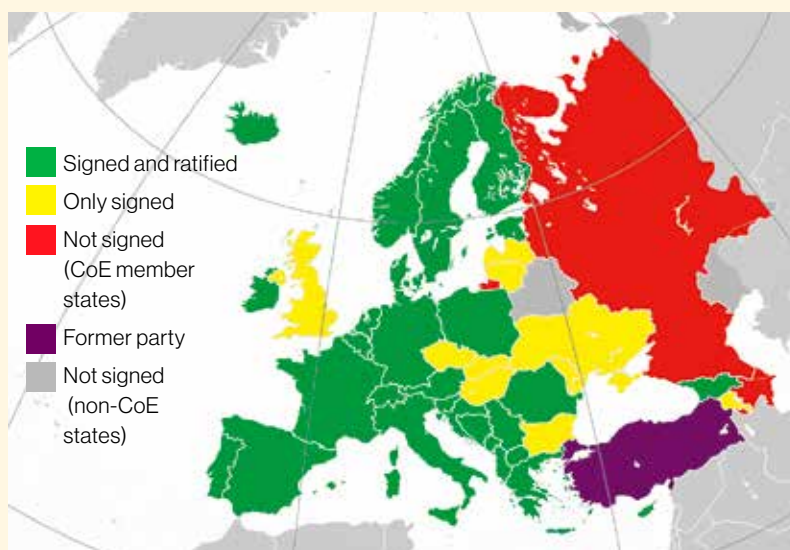 Signed and ratified
Only signed
Not signed
(CoE member
states)
Former party
Not signed
(non-CoE
states)